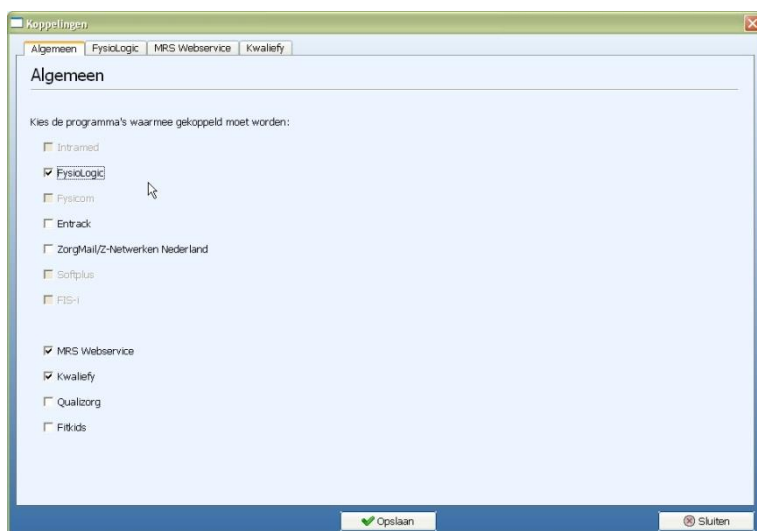 Koppelingen
Algemeen FysioLogic MRS Webservice Kwaliefy
Algemeen
Kies de programma's waarmee gekoppeld moet worden:
Intramed
FysioLogic
Fysicom
Entrack
ZorgMail/Z-Netwerken Nederland
Softplus
FIS-i
MRS Webservice
Kwaliefy
Qualizorg
Fitkids
Opslaan Sluiten